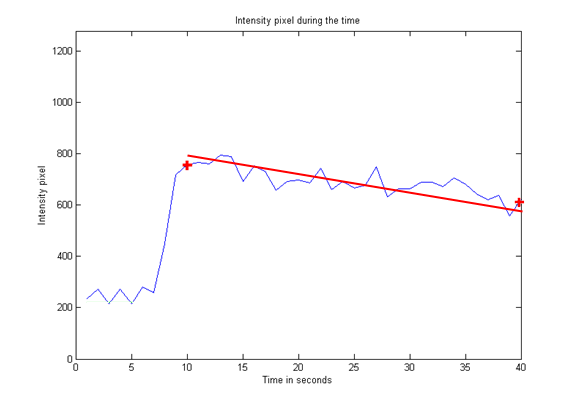 Intensity pixel during the time
1200
1000
800
600
400
200
0
Intensity pixel
0 5 10 15 20 25 30 35 40
Time in seconds